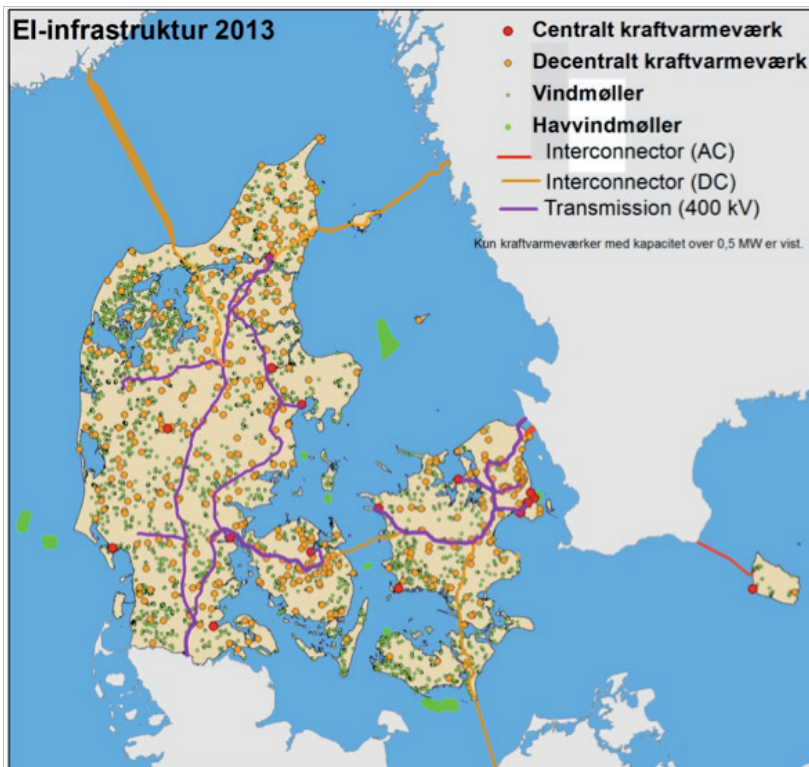 El-infrastruktur 2013
Centralt kraftvarmeværk
Decentralt kraftvarmeværk
Vindmøller
Havvindmøller
Interconnector (AC)
Interconnector (DC)
Transmission (400 kV)
Kun kraftvarmeværker med kapacitet over 0,5 MW er vist.